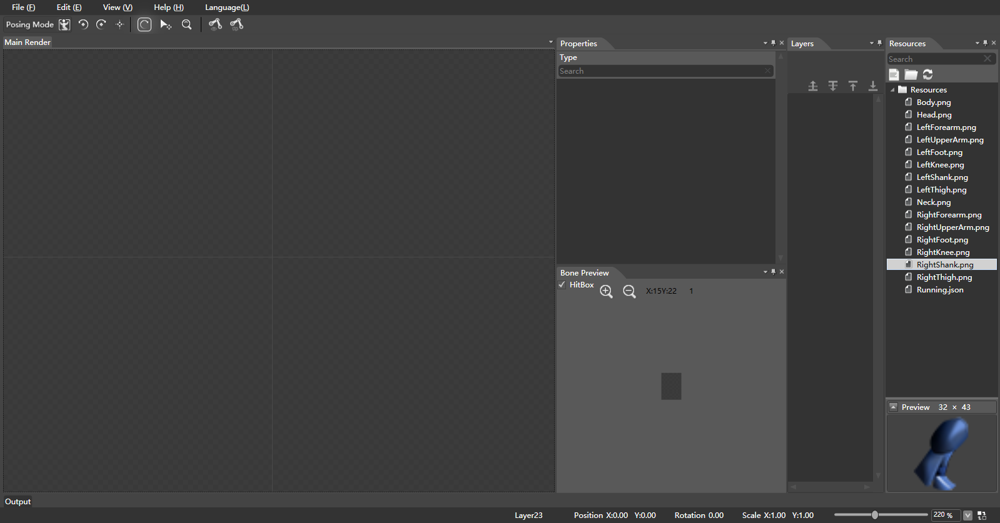 File (F) Edit (E) View (V) Help (H) Language(L)
Posing Mode
Main Render
Properties
Type
Search
Bone Preview
HitBox X:15Y:22 1
Layers
Resources
Search
Resources
Body.png
Head.png
LeftForearm.png
LeftUpperArm.png
LeftFoot.png
LeftKnee.png
LeftShank.png
LeftThigh.png
Neck.png
RightForearm.png
RightUpperArm.png
RightFoot.png
RightKnee.png
RightShank.png
RightThigh.png
Running.json
Preview 32 × 43
Output
Layer23 Position X:0.00 Y:0.00 Rotation 0.00 Scale X:1.00 Y:1.00 220 %